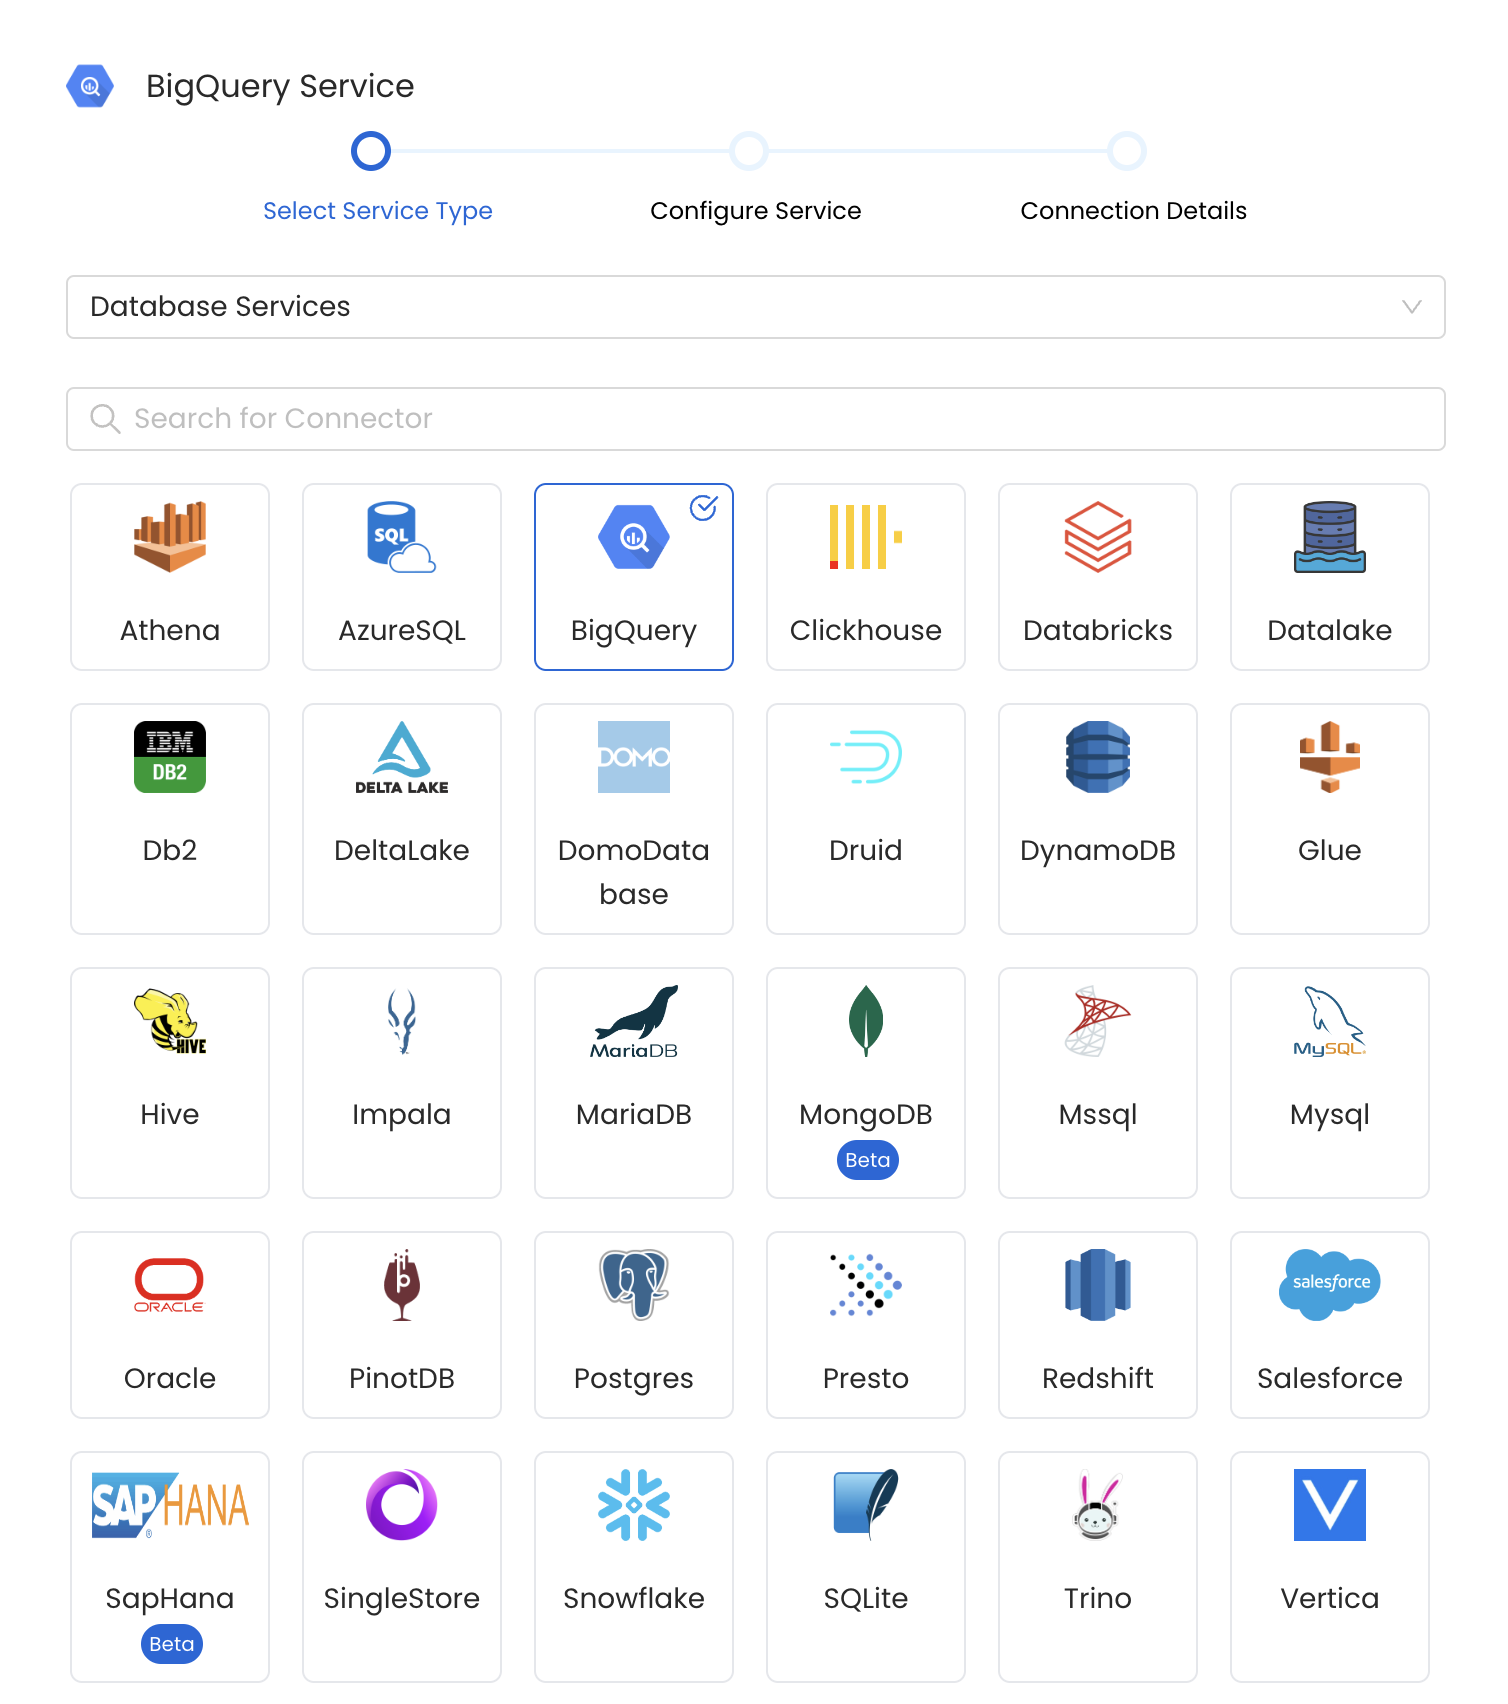 BigQuery Service
Select Service Type
Configure Service
Connection Details
Database Services
Search for Connector
SQL
Athena
AzureSQL
BigQuery
Clickhouse
Databricks
Datalake
IBM
DB2
DELTA LAKE
DOMO
Db2
DeltaLake
DomoData
base
Druid
DynamoDB
Glue
HIVE
MariaDB
MySQL
Hive
Impala
MariaDB
MongoDB
Beta
Mssql
Mysql
ORACLE
salesforce
Oracle
PinotDB
Postgres
Presto
Redshift
Salesforce
SAP HANA
SapHana
Beta
SingleStore
Snowflake
SQLite
Trino
Vertica